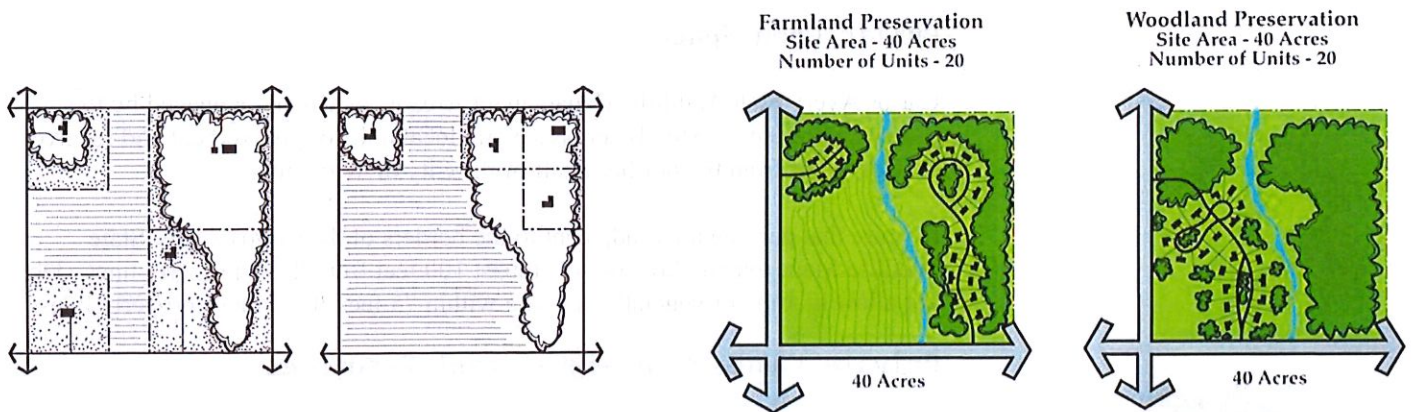 Farmland Preservation
Site Area - 40 Acres
Number of Units - 20
40 Acres
Woodland Preservation
Site Area - 40 Acres
Number of Units - 20
40 Acres